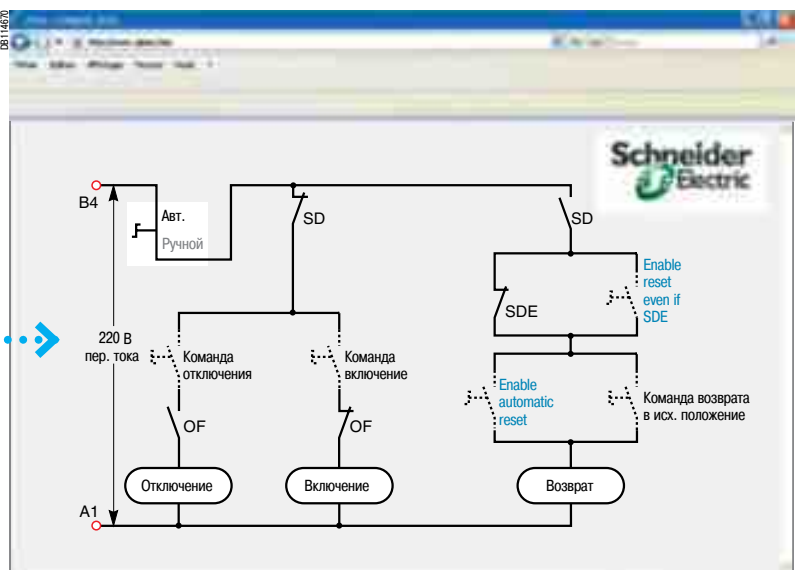 DB114670
Schneider
Electric
B4
Авт.
Ручной
SD
SD
Enable
reset
even if
SDE
SDE
220 В
пер. тока
Команда
отключения
Команда
включение
Enable
automatic
reset
Команда возврата
в исх. положение
OF
OF
Отключение
Включение
Возврат
A1